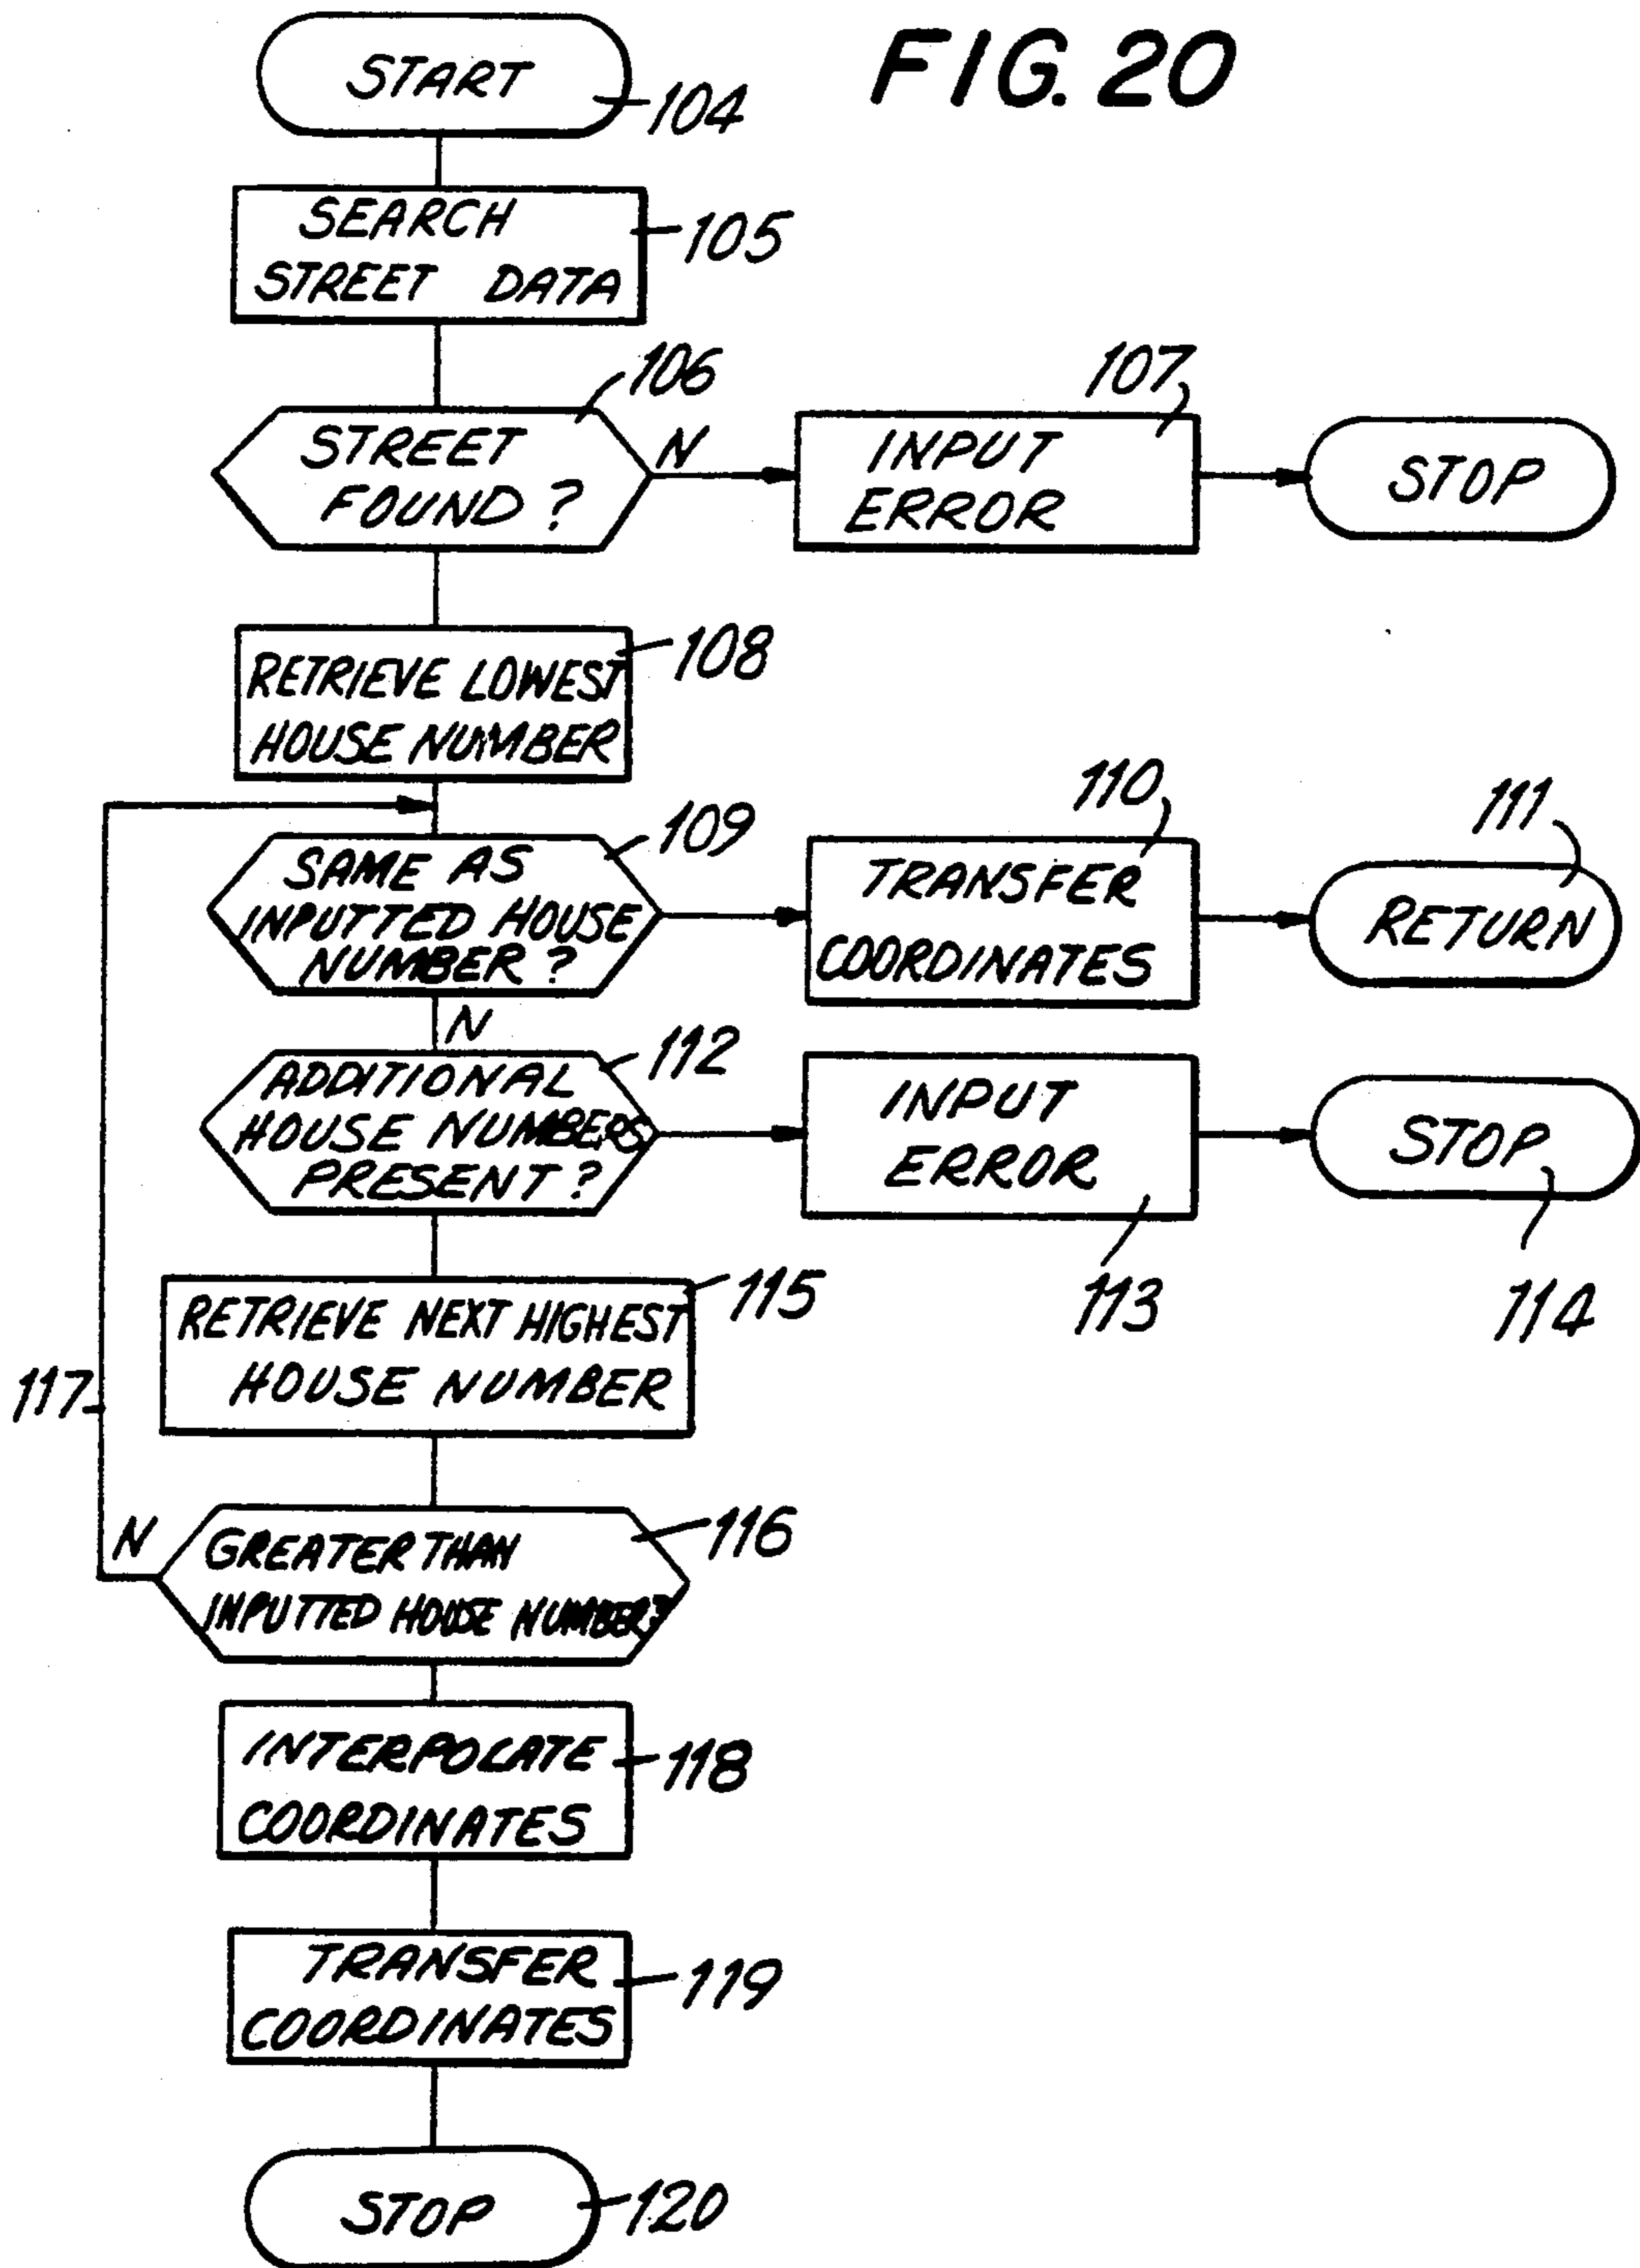 FIG. 20
START
104
SEARCH
STREET DATA
105
106
STREET
FOUND ?
N
107
INPUT
ERROR
STOP
RETRIEVE LOWEST
HOUSE NUMBER
108
109
SAME AS
INPUTTED HOUSE
NUMBER ?
110
TRANSFER
COORDINATES
111
RETURN
N
112
ADDITIONAL
HOUSE NUMBERS
PRESENT ?
INPUT
ERROR
113
STOP
114
RETRIEVE NEXT HIGHEST
HOUSE NUMBER
115
117
N
GREATER THAN
INPUTTED HOUSE NUMBER?
116
INTERPOLATE
COORDINATES
118
TRANSFER
COORDINATES
119
STOP
120